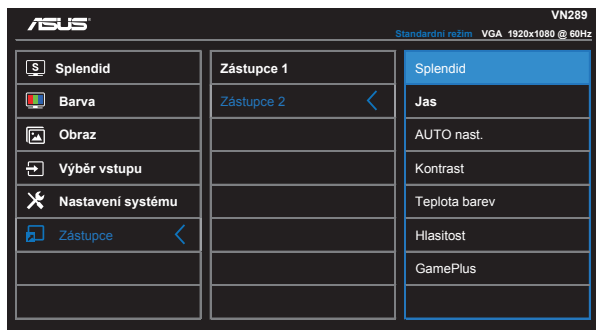 ASUS
VN289
Standardní režim VGA 1920x1080 @ 60Hz
S Splendid
Barva
Obraz
Výběr vstupu
Nastavení systému
Zástupce
Zástupce 1
Zástupce 2
Splendid
Jas
AUTO nast.
Kontrast
Teplota barev
Hlasitost
GamePlus